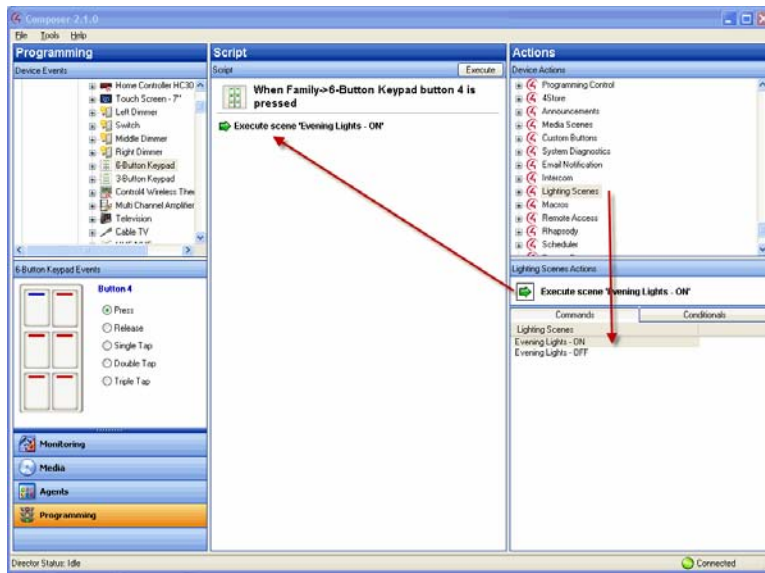 Composer 2.1.0
File Tools Help
Programming
Device Events
Home Controller HC30
Touch Screen - 7"
Left Dimmer
Switch
Middle Dimmer
Right Dimmer
6-Button Keypad
3-Button Keypad
Control4 Wireless Ther
Multi Channel Amplifier
Television
Cable TV
6-Button Keypad Events
Button 4
Press
Release
Single Tap
Double Tap
Triple Tap
Monitoring
Media
Agents
Programming
Director Status: Idle
Script
Script Execute
When Family->6-Button Keypad button 4 is
pressed
Execute scene 'Evening Lights - ON'
Actions
Device Actions
Programming Control
4Store
Announcements
Media Scenes
Custom Buttons
System Diagnostics
Email Notification
Intercom
Lighting Scenes
Macros
Remote Access
Rhapsody
Scheduler
Lighting Scenes Actions
Execute scene 'Evening Lights - ON'
Commands Conditionals
Lighting Scenes
Evening Lights - ON
Evening Lights - OFF
Connected